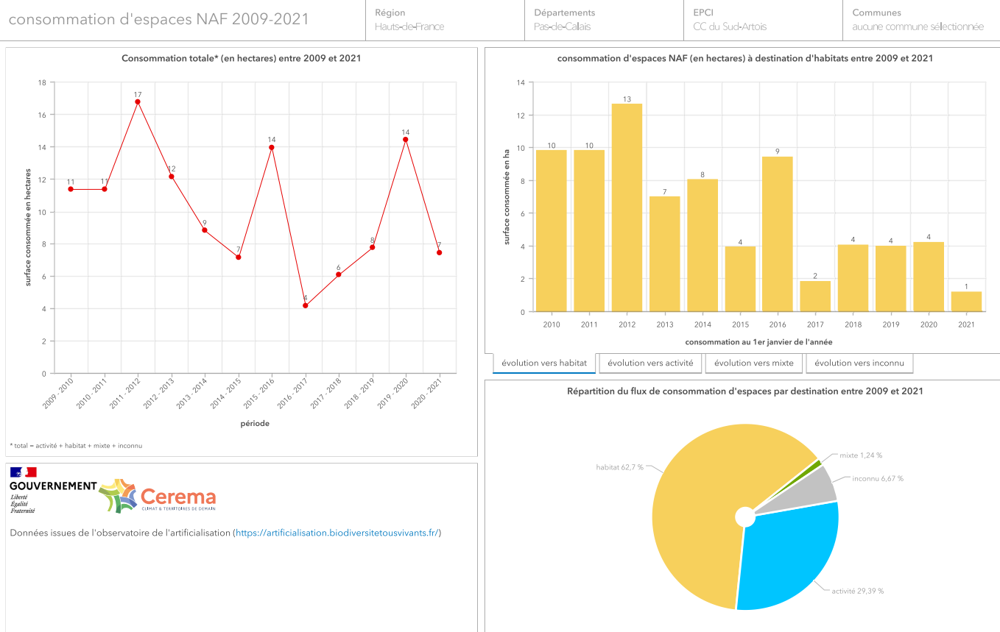 consommation d'espaces NAF 2009-2021
Région
Hauts-de-France
Départements
Pas-de-Calais
EPCI
CC du Sud-Artois
Communes
aucune commune sélectionnée
Consommation totale* (en hectares) entre 2009 et 2021
surface consommée en hectares
18
16
14
12
10
8
6
4
2
0
11
11
17
12
9
7
14
4
6
8
14
7
2009 - 2010
2010 - 2011
2011 - 2012
2012 - 2013
2013 - 2014
2014 - 2015
2015 - 2016
2016 - 2017
2017 - 2018
2018 - 2019
2019 - 2020
2020 - 2021
période
* total = activité + habitat + mixte + inconnu
GOUVERNEMENT
Liberté
Égalité
Fraternité
Cerema
CLIMAT & TERRITOIRES DE DEMAIN
Données issues de l'observatoire de l'artificialisation (https://artificialisation.biodiversitetousvivants.fr/)
consommation d'espaces NAF (en hectares) à destination d'habitats entre 2009 et 2021
surface consommée en ha
14
12
10
8
6
4
2
0
10
10
13
7
8
4
9
2
4
4
4
1
2010
2011
2012
2013
2014
2015
2016
2017
2018
2019
2020
2021
consommation au 1er janvier de l'année
évolution vers habitat
évolution vers activité
évolution vers mixte
évolution vers inconnu
Répartition du flux de consommation d'espaces par destination entre 2009 et 2021
habitat 62,7 %
mixte 1,24 %
inconnu 6,67 %
activité 29,39 %